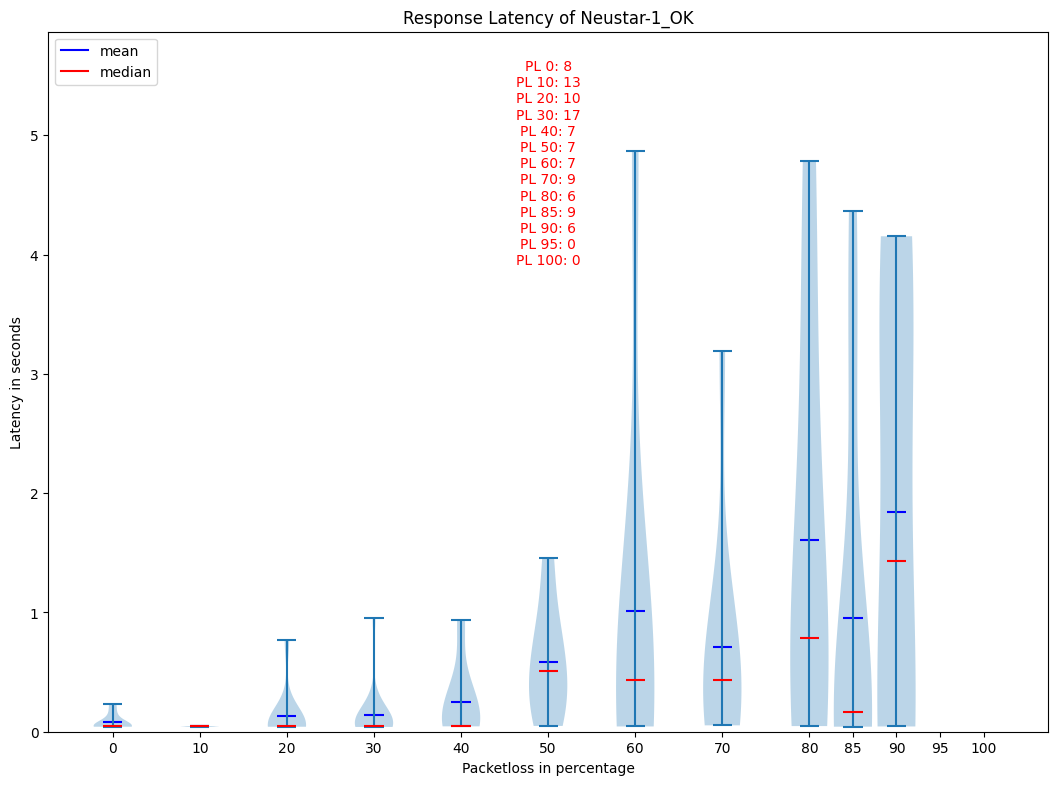 Response Latency of Neustar-1_OK
mean
median
PL 0: 8
PL 10: 13
PL 20: 10
PL 30: 17
PL 40: 7
PL 50: 7
PL 60: 7
PL 70: 9
PL 80: 6
PL 85: 9
PL 90: 6
PL 95: 0
PL 100: 0
Latency in seconds
5
4
3
2
1
0
0 10 20 30 40 50 60 70 80 85 90 95 100
Packetloss in percentage